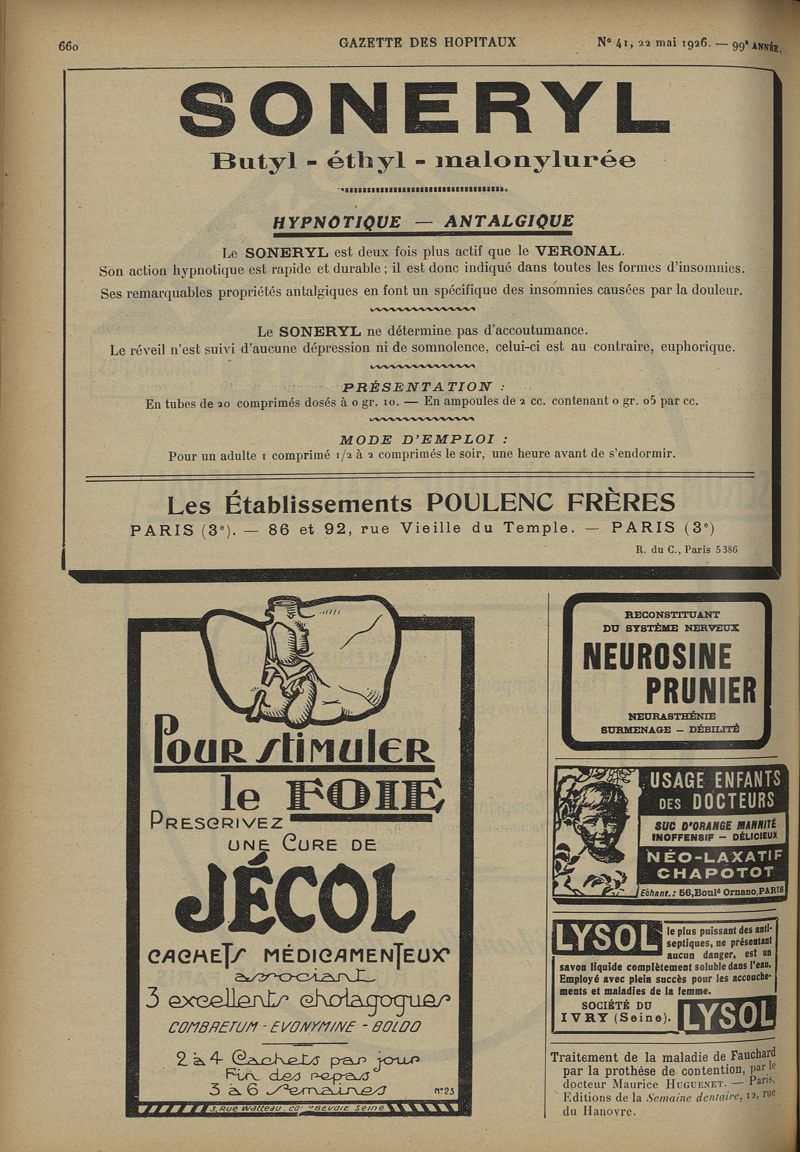 660
GAZETTE DES HOPITAUX
N° 41, 22 mai 1926. — 99e ANNÉE.
SONERYL
Butyl - éthyl - malonylurée
HYPNOTIQUE — ANTALGIQUE
Le SONERYL est deux fois plus actif que le VERONAL.
Son action hypnotique est rapide et durable ; il est donc indiqué dans toutes les formes d'insomnies.
Ses remarquables propriétés antalgiques en font un spécifique des insomnies causées par la douleur.
Le SONERYL ne détermine pas d'accoutumance.
Le réveil n'est suivi d'aucune dépression ni de somnolence, celui-ci est au contraire, euphorique.
PRÉSENTATION :
En tubes de 20 comprimés dosés à 0 gr. 10. — En ampoules de 2 cc. contenant 0 gr. 05 par cc.
MODE D'EMPLOI :
Pour un adulte 1 comprimé 1/2 à 2 comprimés le soir, une heure avant de s'endormir.
Les Établissements POULENC FRÈRES
PARIS (3e). — 86 et 92, rue Vieille du Temple. — PARIS (3e)
R. du C., Paris 5386
Pour stimuler
le FOIE
PRESCRIVEZ
UNE CURE DE
JÉCOL
CACHETS MÉDICAMENTEUX
associant
3 excellents cholagogues
COMBRETUM - EVONYMINE - BOLDO
2 à 4 Cachets par jour
Fin des repas
3 à 6 Semaines
N°23
3, Rue Watteau. COURBEVOIE Seine
RECONSTITUANT
DU SYSTÈME NERVEUX
NEUROSINE
PRUNIER
NEURASTHÉNIE
SURMENAGE - DÉBILITÉ
USAGE ENFANTS
DES DOCTEURS
SUC D'ORANGE MANNITÉ
INOFFENSIF - DÉLICIEUX
NÉO-LAXATIF
CHAPOTOT
Échant.: 56, Bould Ornano, PARIS
LYSOL
le plus puissant des anti-
septiques, ne présentant
aucun danger, est un
savon liquide complètement soluble dans l'eau.
Employé avec plein succès pour les accouche-
ments et maladies de la femme.
SOCIÉTÉ DU
IVRY (Seine).
LYSOL
Traitement de la maladie de Fauchard
par la prothèse de contention, par le
docteur Maurice HUGUENET. — Paris,
Editions de la Semaine dentaire, 12, rue
du Hanovre.